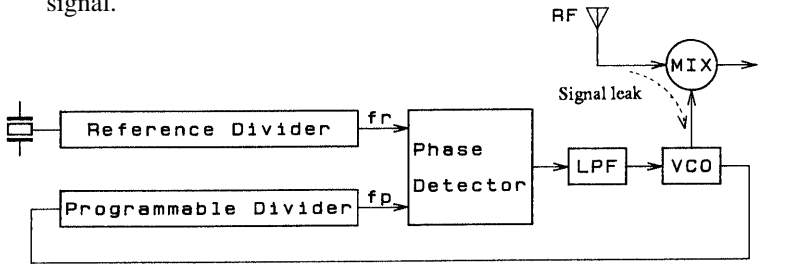 signal.
RF
MIX
Signal leak
Reference Divider
fr
Phase
Detector
LPF
VCO
Programmable Divider
fp